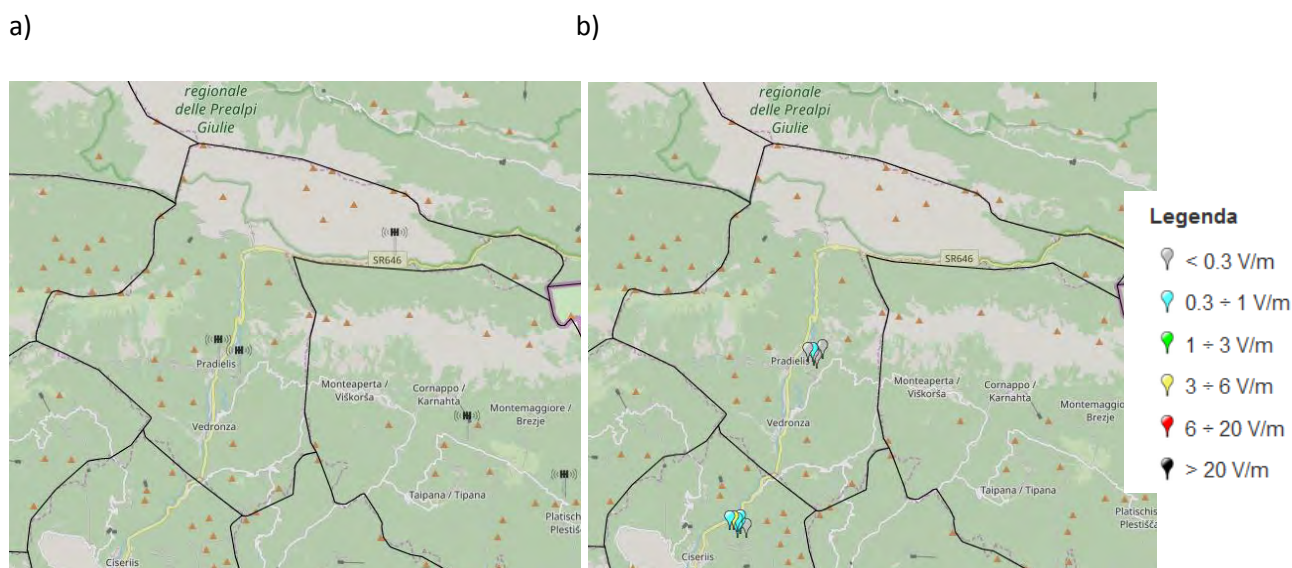 a)
b)
regionale
delle Prealpi
Giulie
SR646
Pradielis
Monteaperta /
Viškorša
Cornappo /
Karnahta
Montemaggiore /
Brezje
Vedronza
Taipana / Tipana
Platischis
Plestišča
Ciseriis
regionale
delle Prealpi
Giulie
SR646
Pradielis
Monteaperta /
Viškorša
Cornappo /
Karnahta
Montemaggiore /
Brezje
Vedronza
Taipana / Tipana
Platischis
Plestišča
Ciseriis
Legenda
< 0.3 V/m
0.3 ÷ 1 V/m
1 ÷ 3 V/m
3 ÷ 6 V/m
6 ÷ 20 V/m
> 20 V/m